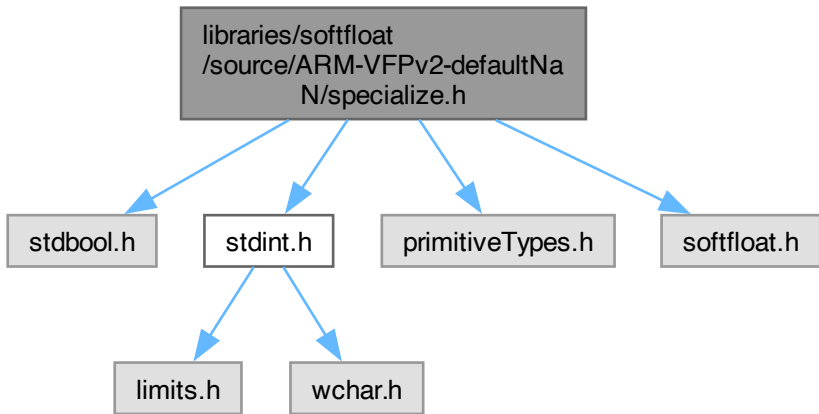 libraries/softfloat
/source/ARM-VFPv2-defaultNa
N/specialize.h
stdbool.h
stdint.h
primitiveTypes.h
softfloat.h
limits.h
wchar.h